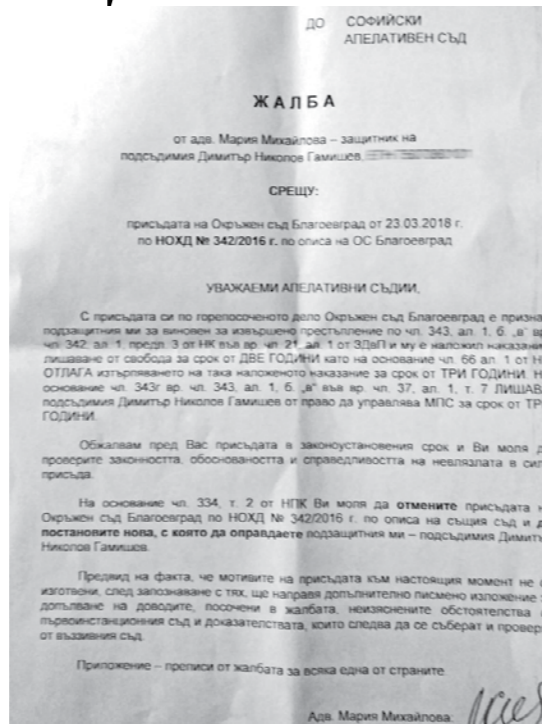 ДО СОФИЙСКИ
АПЕЛАТИВЕН СЪД
ЖАЛБА
от адв. Мария Михайлова – защитник на
подсъдимия Димитър Николов Гамишев,
СРЕЩУ:
присъдата на Окръжен съд Благоевград от 23.03.2018 г.
по НОХД № 342/2016 г. по описа на ОС Благоевград
УВАЖАЕМИ АПЕЛАТИВНИ СЪДИИ,
С присъдата си по горепосоченото дело Окръжен съд Благоевград е призна
подзащитния ми за виновен за извършено престъпление по чл. 343, ал. 1, б. „в" вр
чл. 342, ал. 1, предл. 3 от НК във вр. чл. 21, ал. 1 от ЗДвП и му е наложил наказани
лишаване от свобода за срок от ДВЕ ГОДИНИ като на основание чл. 66 ал. 1 от Н
ОТЛАГА изтърпяването на така наложеното наказание за срок от ТРИ ГОДИНИ. Н
основание чл. 343г вр. чл. 343, ал. 1, б. „в" във вр. чл. 37, ал. 1, т. 7 ЛИШАВ
подсъдимия Димитър Николов Гамишев от право да управлява МПС за срок от ТР
ГОДИНИ.
Обжалвам пред Вас присъдата в законоустановения срок и Ви моля д
проверите законността, обосноваността и справедливостта на невлязлата в сил
присъда.
На основание чл. 334, т. 2 от НПК Ви моля да отмените присъдата н
Окръжен съд Благоевград по НОХД № 342/2016 г. по описа на същия съд и д
постановите нова, с която да оправдаете подзащитния ми – подсъдимия Димитъ
Николов Гамишев.
Предвид на факта, че мотивите на присъдата към настоящия момент не с
изготвени, след запознаване с тях, ще направя допълнително писмено изложение з
допълване на доводите, посочени в жалбата, неизяснените обстоятелства
първоинстанционния съд и доказателствата, които следва да се съберат и провер
от въззивния съд.
Приложение – преписи от жалбата за всяка една от страните.
Адв. Мария Михайлова: